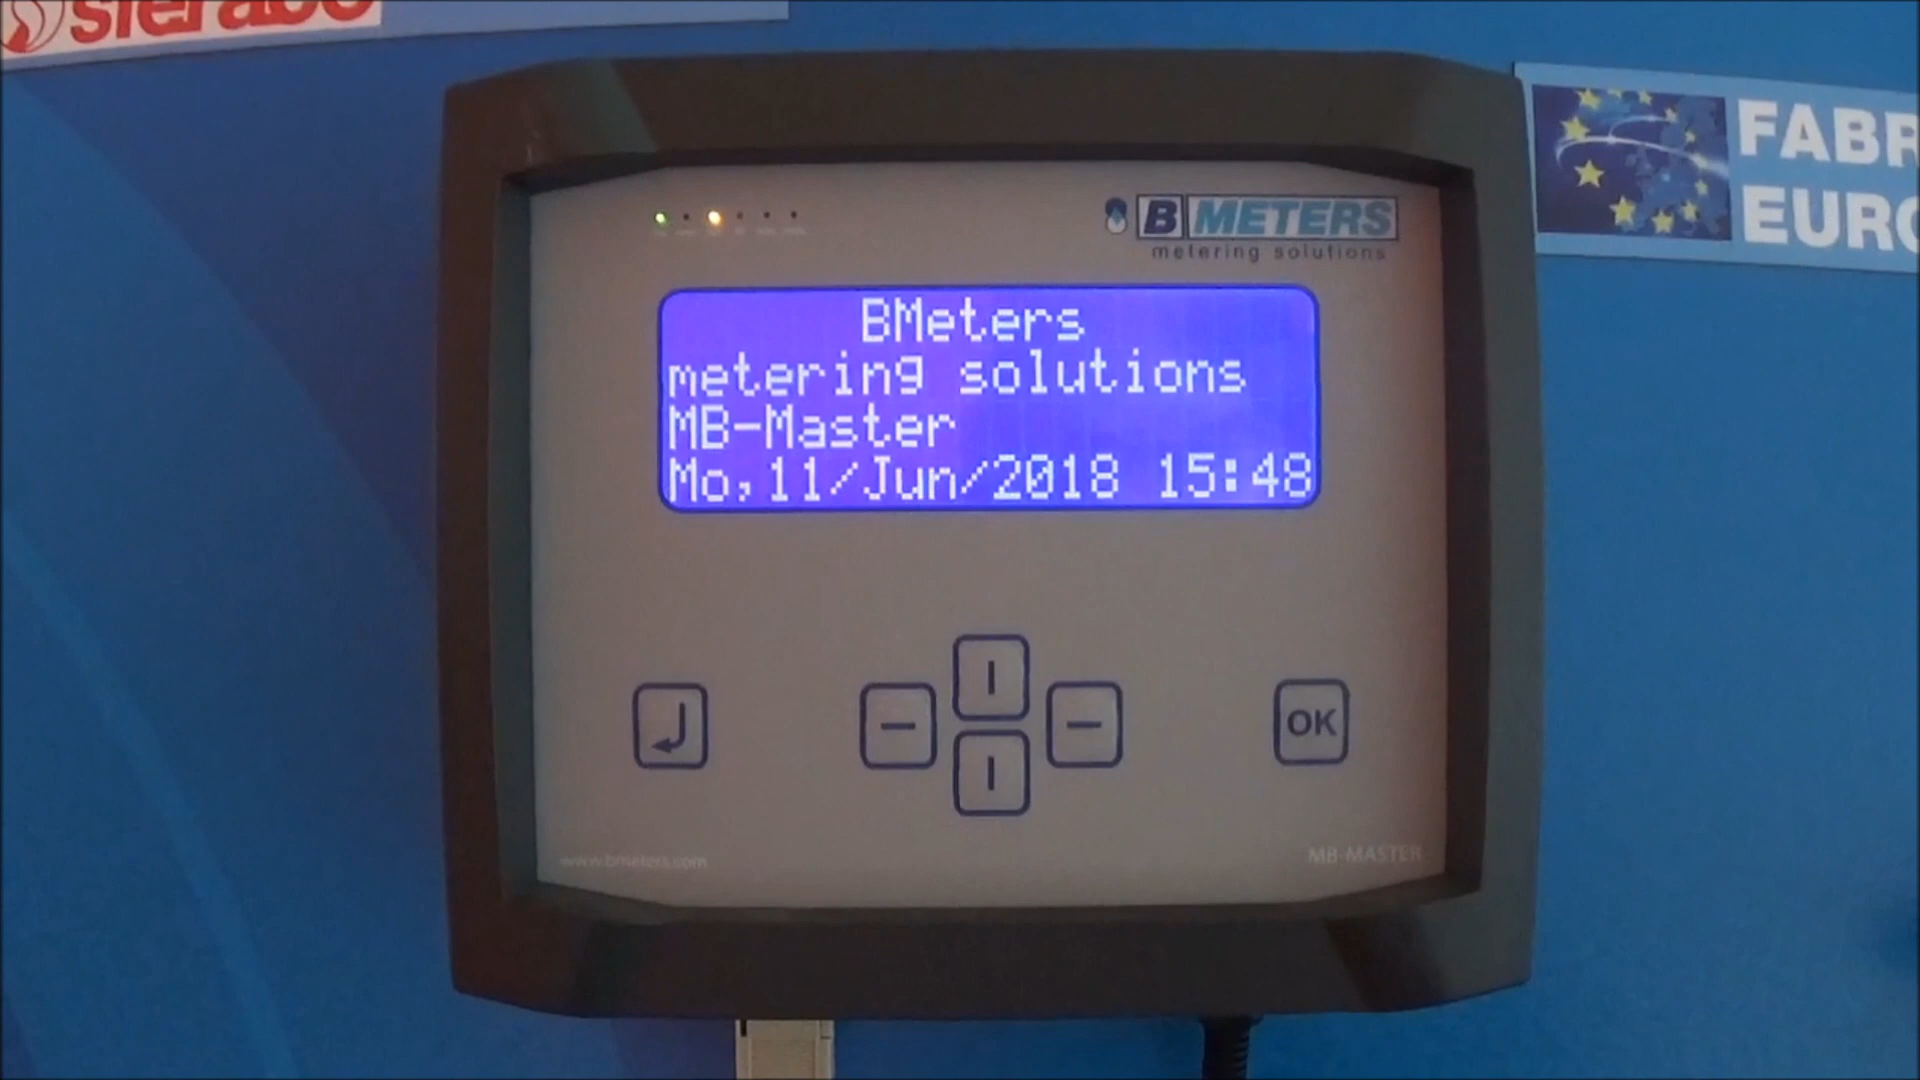 FABR
EURO
B METERS
metering solutions
BMeters
metering solutions
MB-Master
Mo,11/Jun/2018 15:48
OK
www.bmeters.com
MB-MASTER